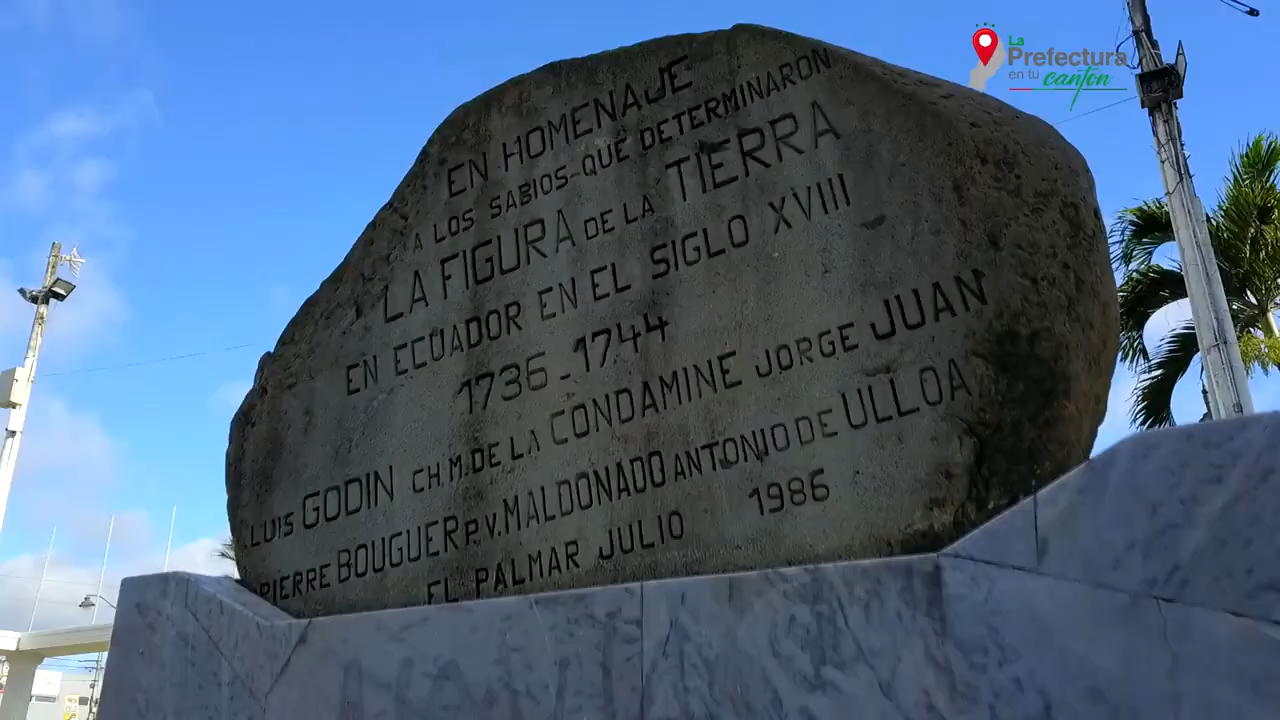 La
Prefectura
en tu cantón
EN HOMENAJE
A LOS SABIOS-QUE DETERMINARON
LA FIGURA DE LA TIERRA
EN ECUADOR EN EL SIGLO XVIII
1736-1744
LUIS GODIN CH.M.DE LA CONDAMINE JORGE JUAN
PIERRE BOUGUER P.V.MALDONADO ANTONIO DE ULLOA
EL PALMAR JULIO 1986